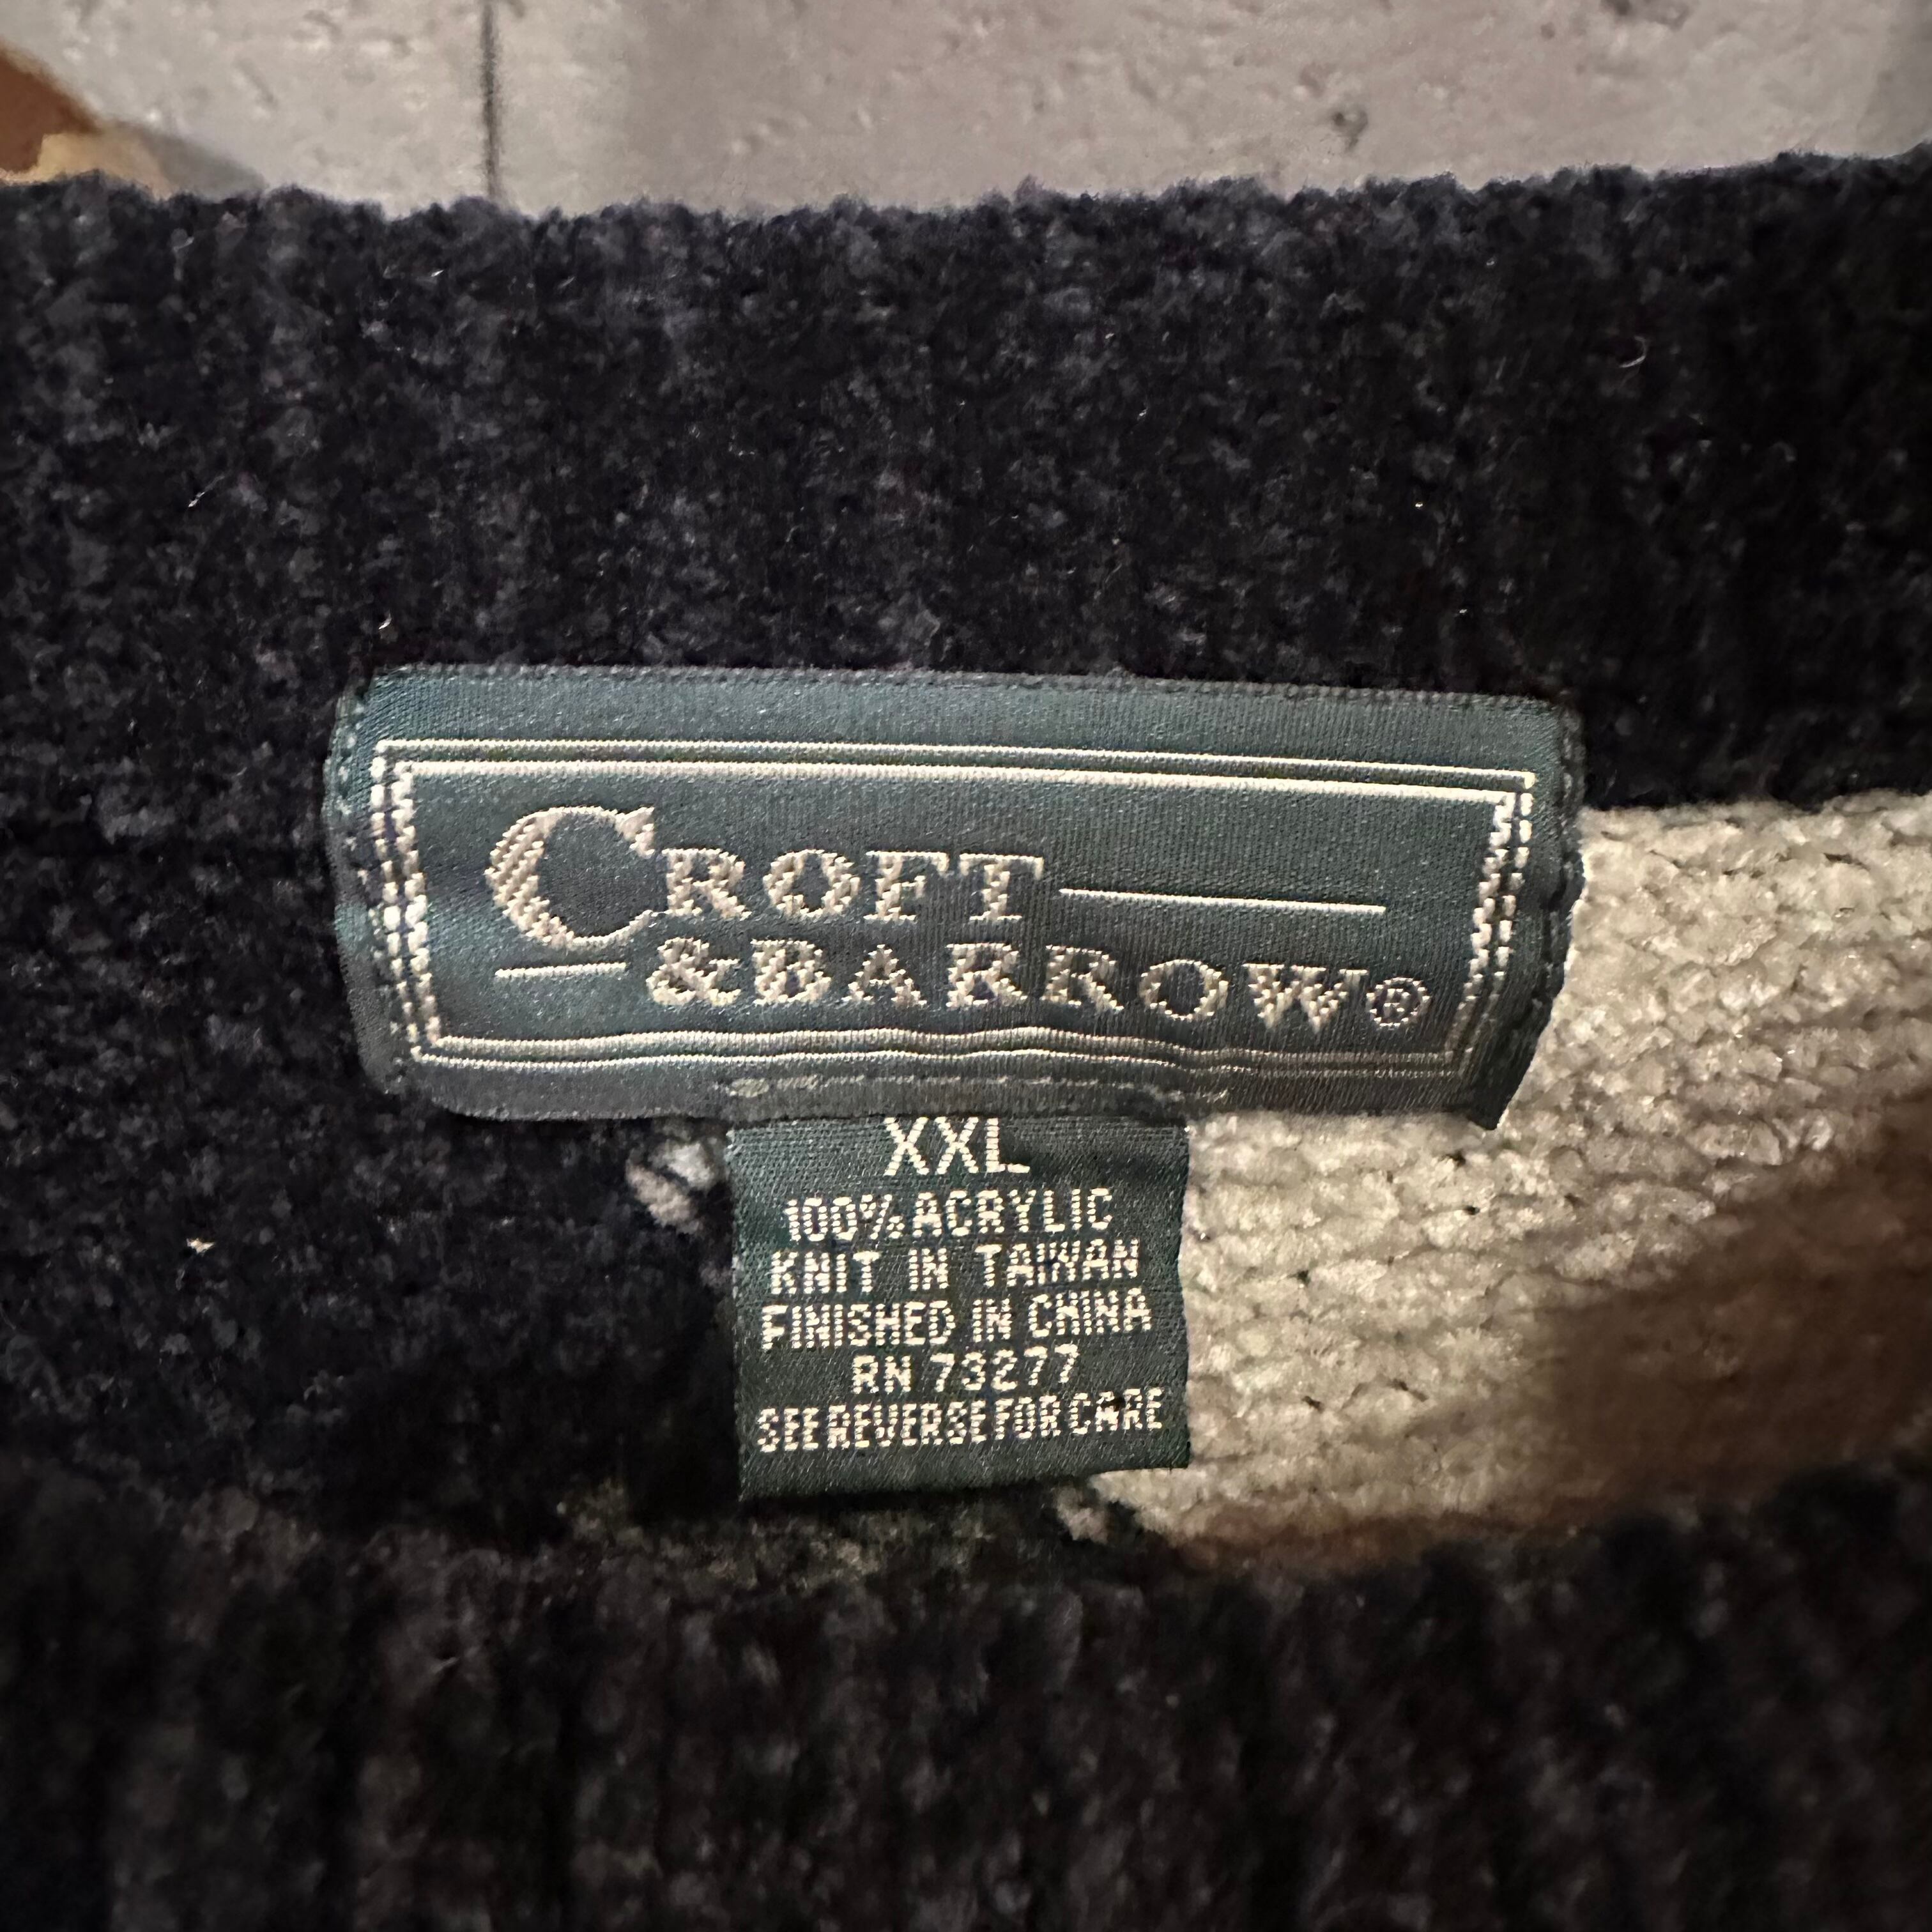 CROFT
&BARROW®
XXL
100% ACRYLIC
KNIT IN TAIWAN
FINISHED IN CHINA
RN 73277
SEE REVERSE FOR CARE